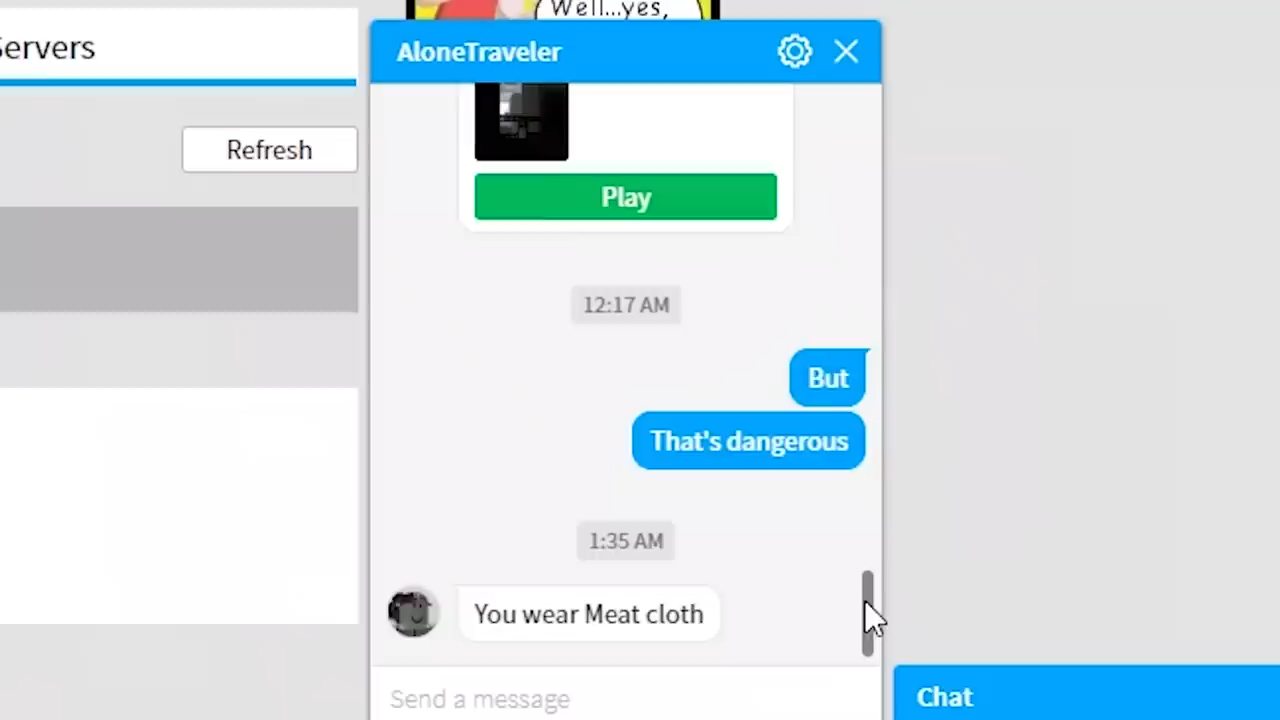 Well...yes,
Servers
AloneTraveler
Refresh
Play
12:17 AM
But
That's dangerous
1:35 AM
You wear Meat cloth
Send a message
Chat